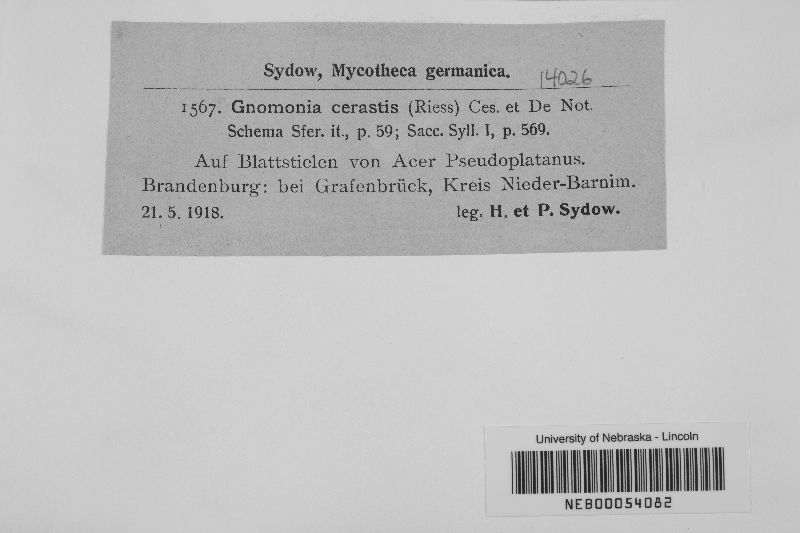 Sydow, Mycotheca germanica. 14026
1567. Gnomonia cerastis (Riess) Ces. et De Not.
Schema Sfer. it., p. 59; Sacc. Syll. I, p. 569.
Auf Blattstielen von Acer Pseudoplatanus.
Brandenburg: bei Grafenbrück, Kreis Nieder-Barnim.
21. 5. 1918. leg. H. et P. Sydow.
University of Nebraska - Lincoln
NEB00054082